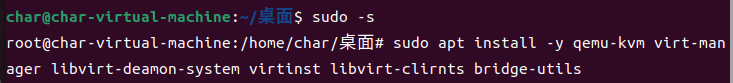 char@char-virtual-machine:~/桌面$ sudo -s
root@char-virtual-machine:/home/char/桌面# sudo apt install -y qemu-kvm virt-man
ager libvirt-deamon-system virtinst libvirt-clirnts bridge-utils